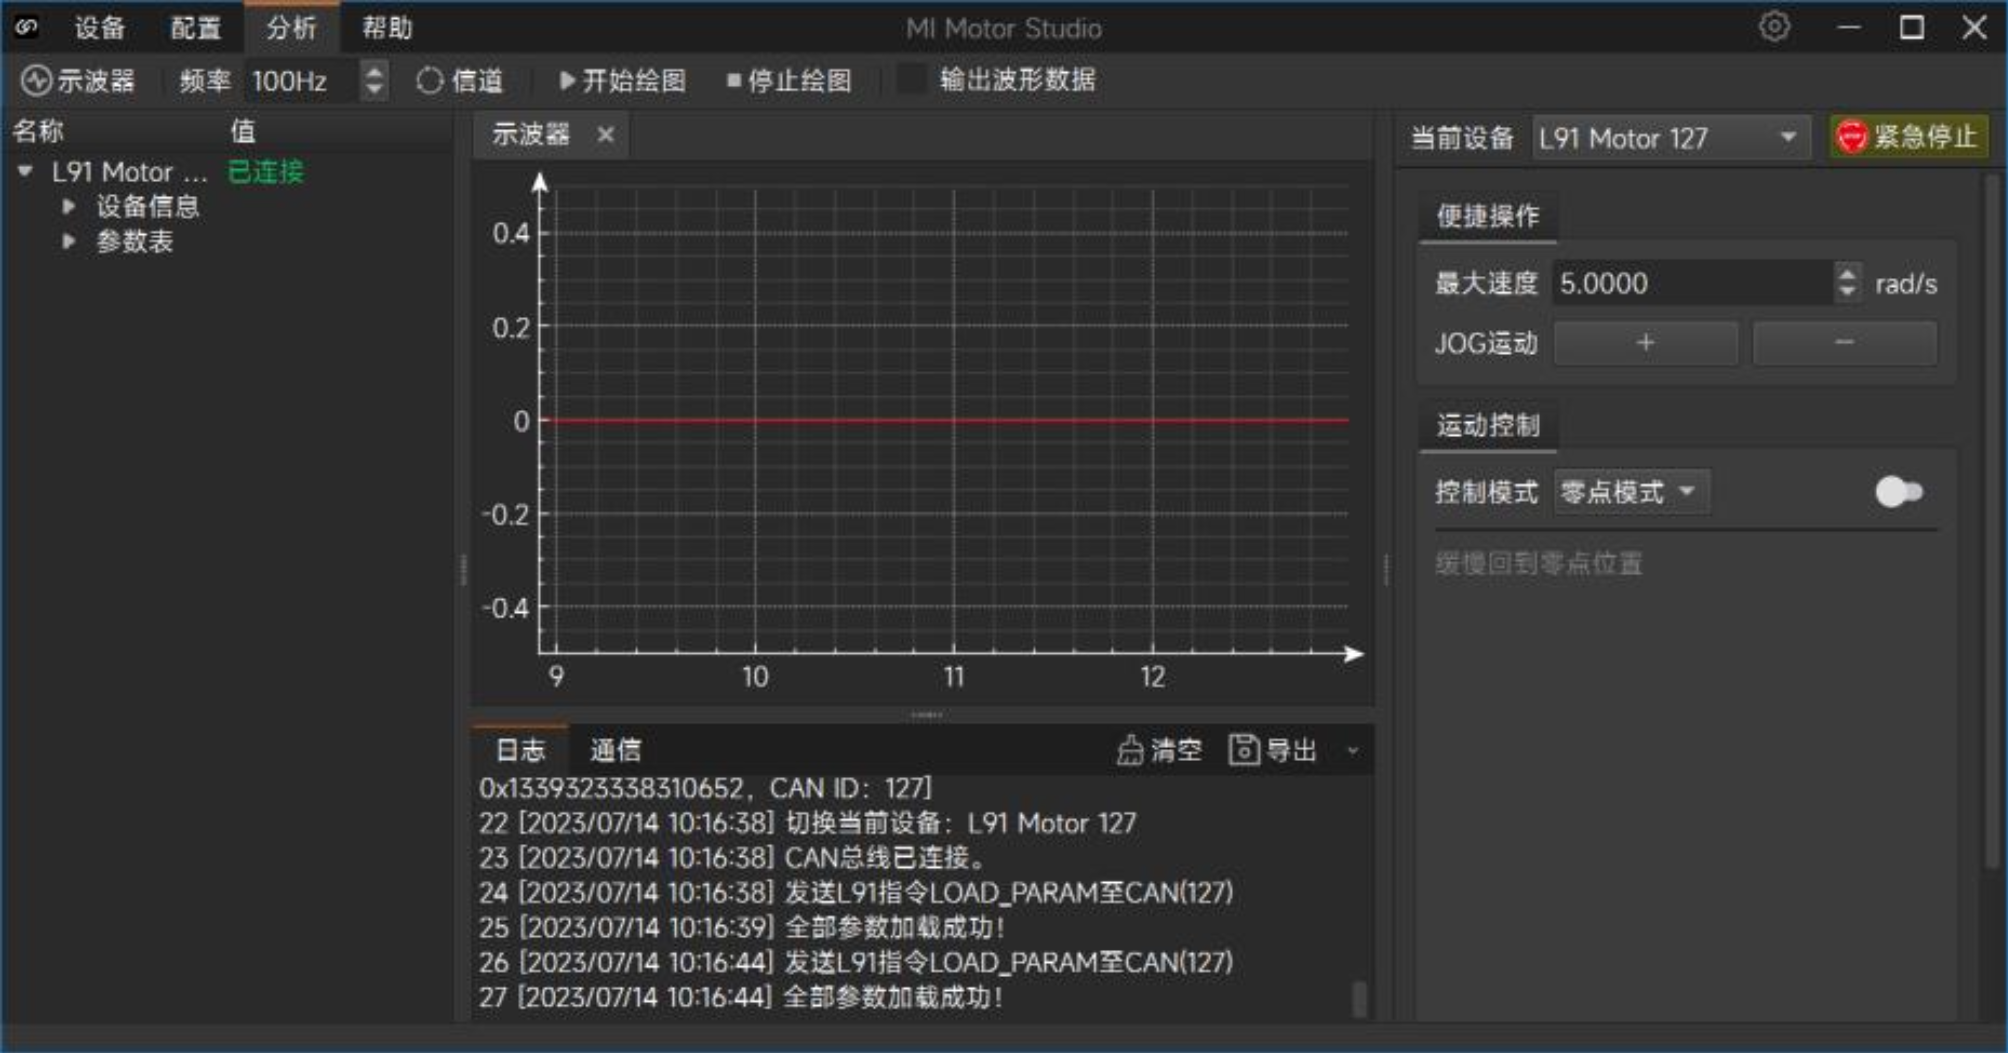 设备 配置 分析 帮助 MI Motor Studio
示波器 频率 100Hz 信道 开始绘图 停止绘图 输出波形数据
名称 值
L91 Motor ... 已连接
设备信息
参数表
示波器
0.4
0.2
0
-0.2
-0.4
9 10 11 12
日志 通信 清空 导出
0x1339323338310652，CAN ID：127]
22 [2023/07/14 10:16:38] 切换当前设备：L91 Motor 127
23 [2023/07/14 10:16:38] CAN总线已连接。
24 [2023/07/14 10:16:38] 发送L91指令LOAD_PARAM至CAN(127)
25 [2023/07/14 10:16:39] 全部参数加载成功！
26 [2023/07/14 10:16:44] 发送L91指令LOAD_PARAM至CAN(127)
27 [2023/07/14 10:16:44] 全部参数加载成功！
当前设备 L91 Motor 127 紧急停止
便捷操作
最大速度 5.0000 rad/s
JOG运动 + −
运动控制
控制模式 零点模式
缓慢回到零点位置